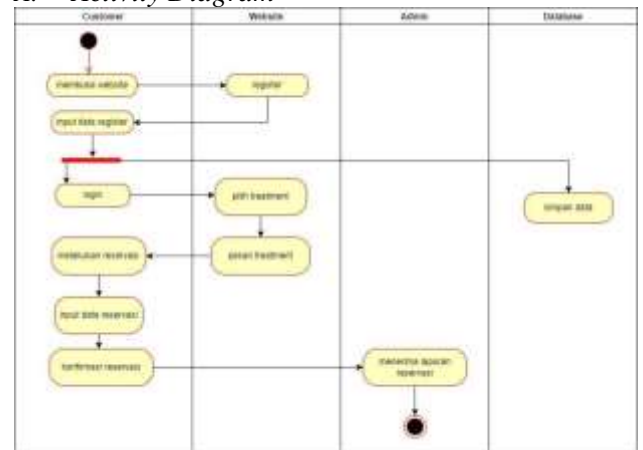 Activity Diagram
Customer
Website
Admin
Database
membuka website
register
input data register
login
pilih treatment
simpan data
melakukan reservasi
pesan treatment
input data reservasi
konfirmasi reservasi
menerima laporan
reservasi